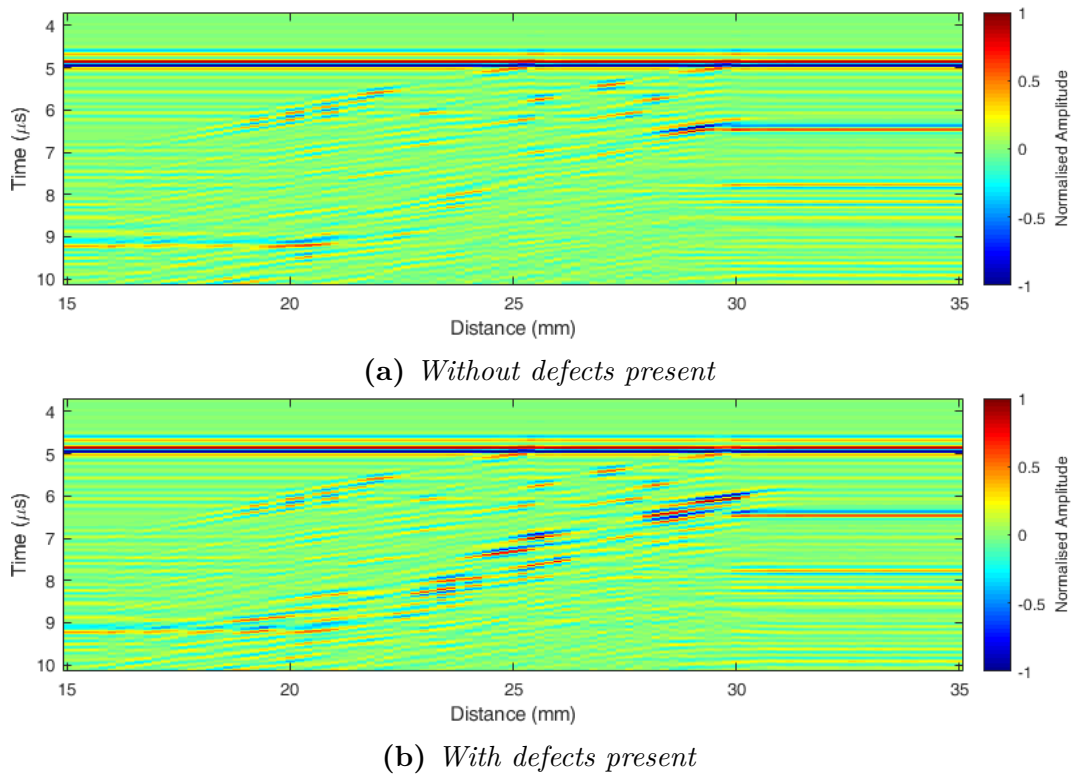 4
5
6
7
8
9
10
Time (μs)
15 20 25 30 35
Distance (mm)
1
0.5
0
-0.5
-1
Normalised Amplitude
(a) Without defects present
4
5
6
7
8
9
10
Time (μs)
15 20 25 30 35
Distance (mm)
1
0.5
0
-0.5
-1
Normalised Amplitude
(b) With defects present